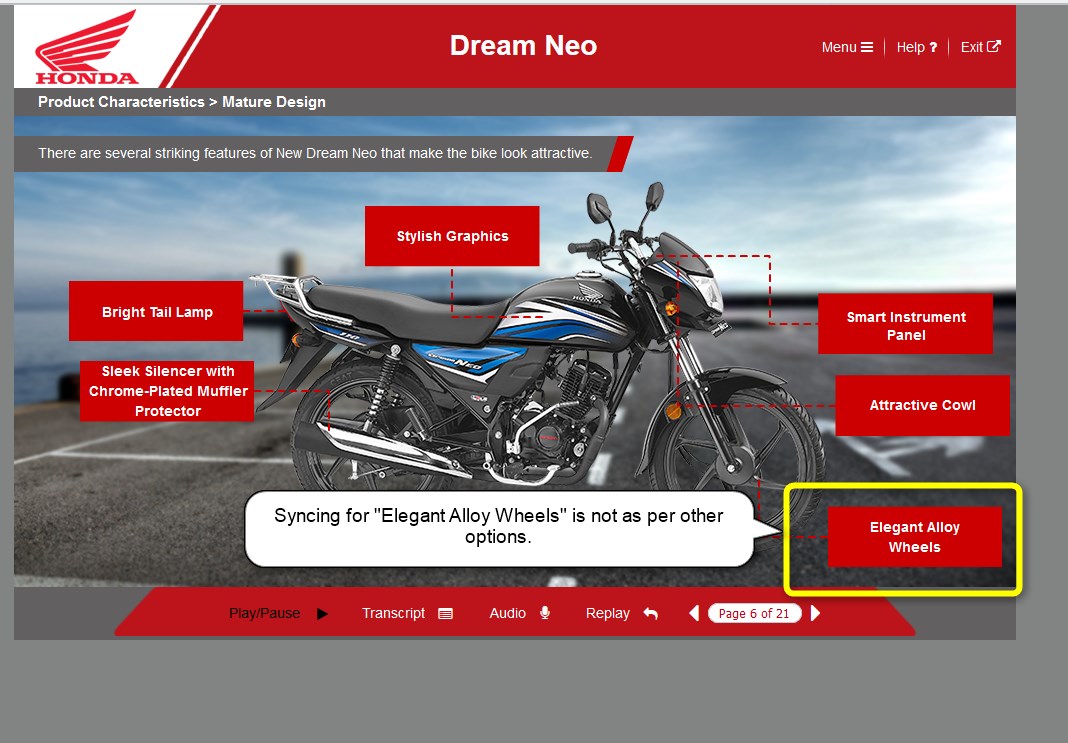 HONDA
Dream Neo
Menu
Help ?
Exit
Product Characteristics > Mature Design
There are several striking features of New Dream Neo that make the bike look attractive.
Stylish Graphics
Bright Tail Lamp
Sleek Silencer with
Chrome-Plated Muffler
Protector
Smart Instrument
Panel
Attractive Cowl
HONDA
110
Dream NEO
Syncing for "Elegant Alloy Wheels" is not as per other
options.
Elegant Alloy
Wheels
Play/Pause
Transcript
Audio
Replay
Page 6 of 21